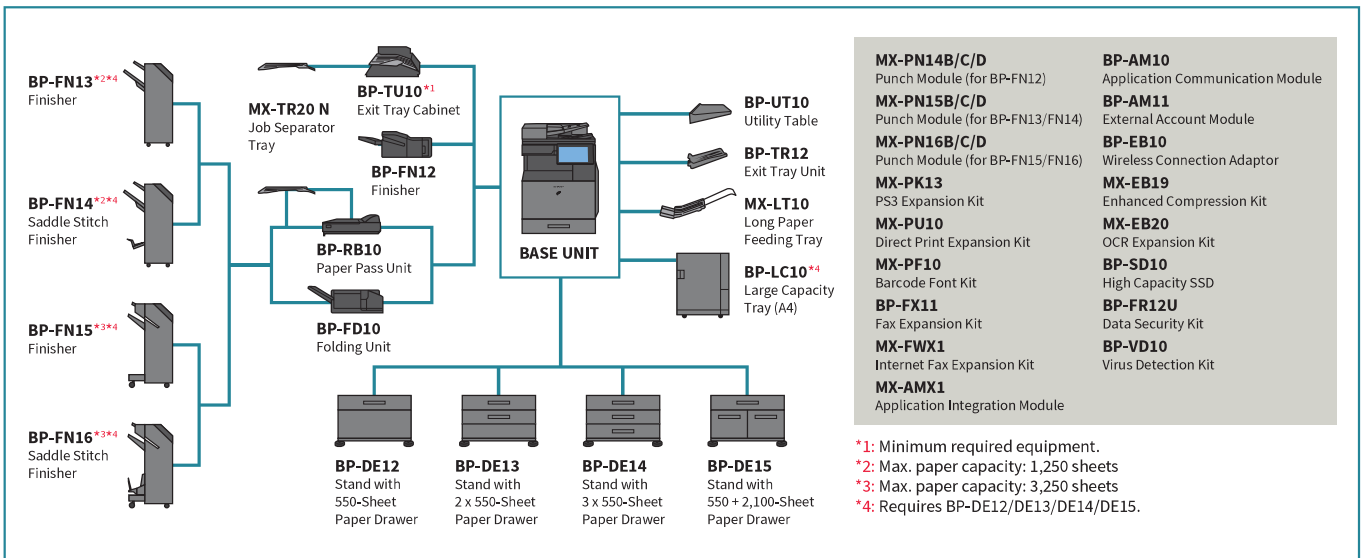 BP-FN13*2*4
Finisher
BP-FN14*2*4
Saddle Stitch
Finisher
BP-FN15*3*4
Finisher
BP-FN16*3*4
Saddle Stitch
Finisher
MX-TR20 N
Job Separator
Tray
BP-TU10*1
Exit Tray Cabinet
BP-FN12
Finisher
BP-RB10
Paper Pass Unit
BP-FD10
Folding Unit
BASE UNIT
BP-UT10
Utility Table
BP-TR12
Exit Tray Unit
MX-LT10
Long Paper
Feeding Tray
BP-LC10*4
Large Capacity
Tray (A4)
BP-DE12
Stand with
550-Sheet
Paper Drawer
BP-DE13
Stand with
2 x 550-Sheet
Paper Drawer
BP-DE14
Stand with
3 x 550-Sheet
Paper Drawer
BP-DE15
Stand with
550 + 2,100-Sheet
Paper Drawer
MX-PN14B/C/D
Punch Module (for BP-FN12)
MX-PN15B/C/D
Punch Module (for BP-FN13/FN14)
MX-PN16B/C/D
Punch Module (for BP-FN15/FN16)
MX-PK13
PS3 Expansion Kit
MX-PU10
Direct Print Expansion Kit
MX-PF10
Barcode Font Kit
BP-FX11
Fax Expansion Kit
MX-FWX1
Internet Fax Expansion Kit
MX-AMX1
Application Integration Module
BP-AM10
Application Communication Module
BP-AM11
External Account Module
BP-EB10
Wireless Connection Adaptor
MX-EB19
Enhanced Compression Kit
MX-EB20
OCR Expansion Kit
BP-SD10
High Capacity SSD
BP-FR12U
Data Security Kit
BP-VD10
Virus Detection Kit
*1: Minimum required equipment.
*2: Max. paper capacity: 1,250 sheets
*3: Max. paper capacity: 3,250 sheets
*4: Requires BP-DE12/DE13/DE14/DE15.